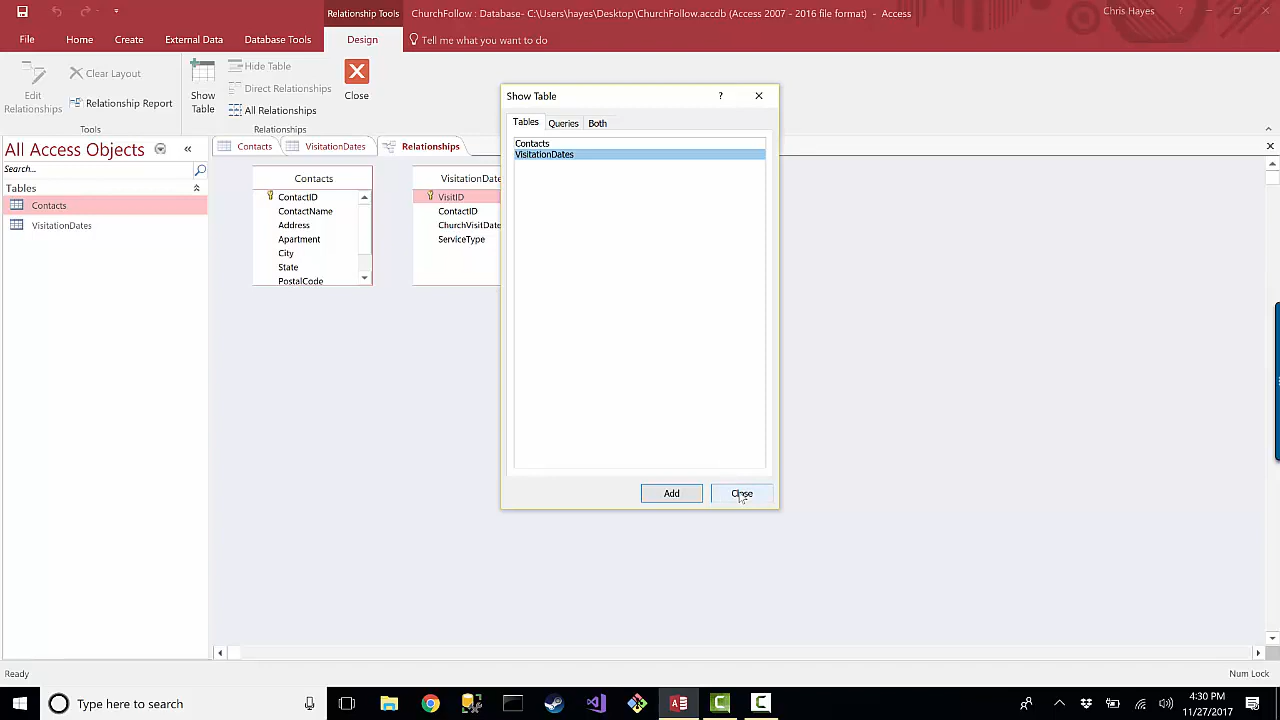 Relationship Tools
ChurchFollow : Database- C:\Users\hayes\Desktop\ChurchFollow.accdb (Access 2007 - 2016 file format) - Access
Chris Hayes
File
Home
Create
External Data
Database Tools
Design
Tell me what you want to do
Edit
Relationships
Clear Layout
Relationship Report
Tools
Show
Table
Hide Table
Direct Relationships
All Relationships
Relationships
Close
Show Table
Tables
Queries
Both
Contacts
VisitationDates
Add
Close
All Access Objects
Search...
Tables
Contacts
VisitationDates
Contacts
VisitationDates
Relationships
Contacts
ContactID
ContactName
Address
Apartment
City
State
PostalCode
VisitationDate
VisitID
ContactID
ChurchVisitDate
ServiceType
Ready
Num Lock
Type here to search
4:30 PM
11/27/2017